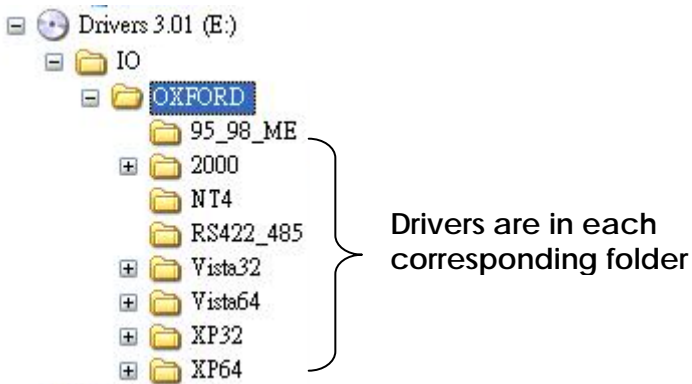 Drivers 3.01 (E:)
IO
OXFORD
95_98_ME
2000
NT4
RS422_485
Vista32
Vista64
XP32
XP64
Drivers are in each
corresponding folder